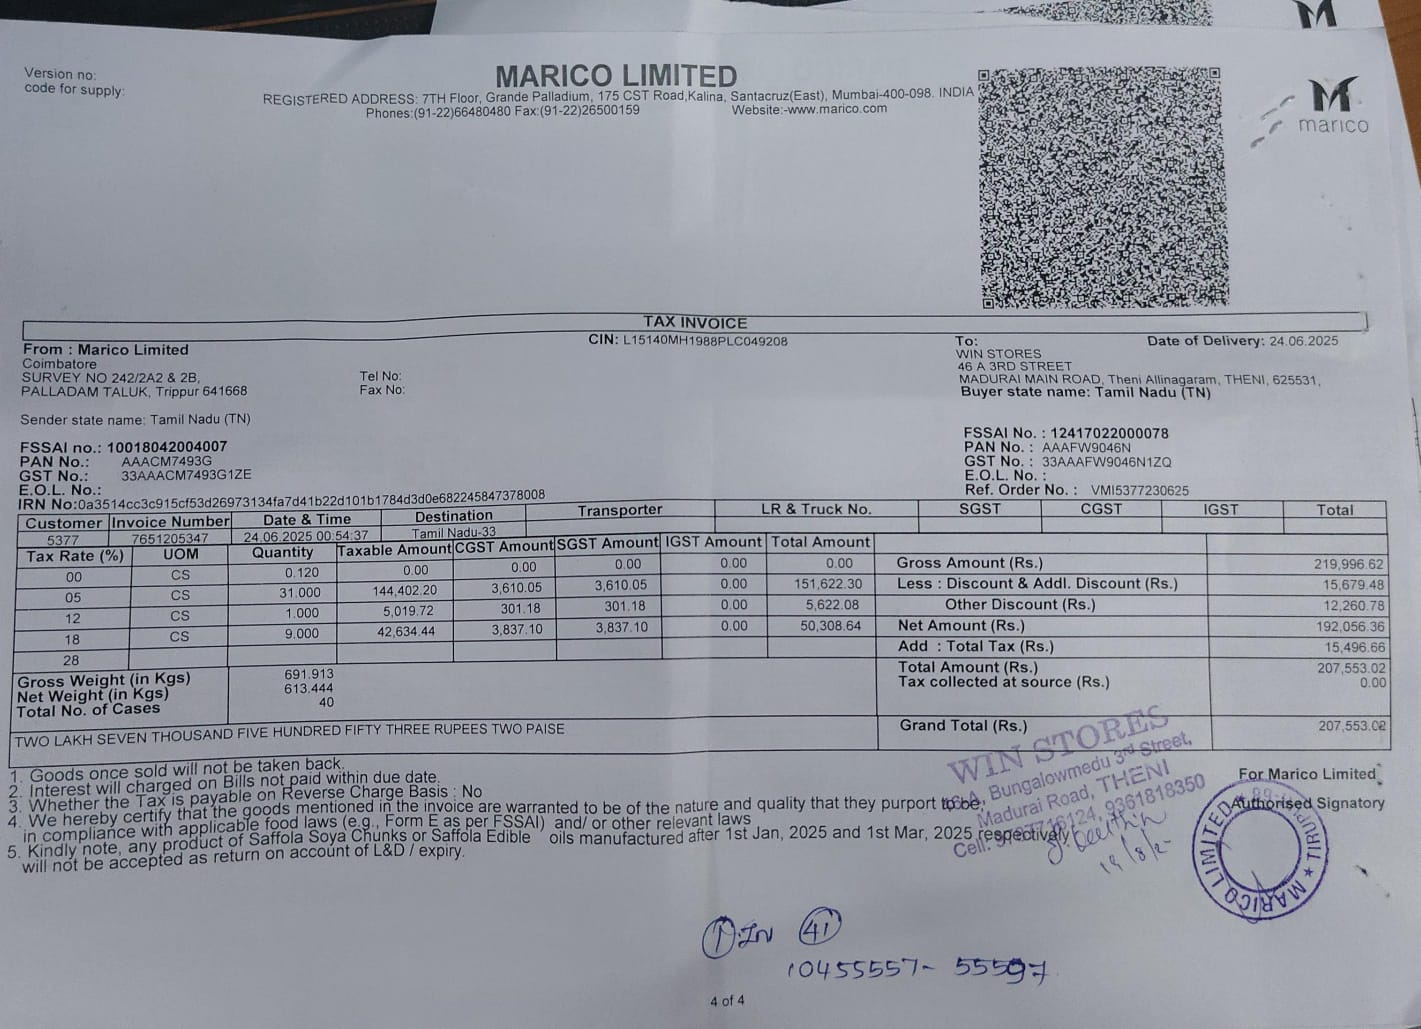 Version no:
code for supply:
MARICO LIMITED
REGISTERED ADDRESS: 7TH Floor, Grande Palladium, 175 CST Road,Kalina, Santacruz(East), Mumbai-400-098. INDIA
Phones:(91-22)66480480 Fax:(91-22)26500159 Website:-www.marico.com
marico
TAX INVOICE
CIN: L15140MH1988PLC049208
From : Marico Limited
Coimbatore
SURVEY NO 242/2A2 & 2B,
PALLADAM TALUK, Trippur 641668
Tel No:
Fax No:
Sender state name: Tamil Nadu (TN)
To: Date of Delivery: 24.06.2025
WIN STORES
46 A 3RD STREET
MADURAI MAIN ROAD, Theni Allinagaram, THENI, 625531,
Buyer state name: Tamil Nadu (TN)
FSSAI no.: 10018042004007
PAN No.: AAACM7493G
GST No.: 33AAACM7493G1ZE
E.O.L. No.:
IRN No:0a3514cc3c915cf53d26973134fa7d41b22d101b1784d3d0e682245847378008
FSSAI No. : 12417022000078
PAN No. : AAAFW9046N
GST No. : 33AAAFW9046N1ZQ
E.O.L. No. :
Ref. Order No. : VMI5377230625
Customer Invoice Number Date & Time Destination Transporter LR & Truck No. SGST CGST IGST Total
5377 7651205347 24.06.2025 00:54:37 Tamil Nadu-33
Tax Rate (%) UOM Quantity Taxable Amount CGST Amount SGST Amount IGST Amount Total Amount
00 CS 0.120 0.00 0.00 0.00 0.00 0.00
05 CS 31.000 144,402.20 3,610.05 3,610.05 0.00 151,622.30
12 CS 1.000 5,019.72 301.18 301.18 0.00 5,622.08
18 CS 9.000 42,634.44 3,837.10 3,837.10 0.00 50,308.64
28
Gross Amount (Rs.) 219,996.62
Less : Discount & Addl. Discount (Rs.) 15,679.48
Other Discount (Rs.) 12,260.78
Net Amount (Rs.) 192,056.36
Add : Total Tax (Rs.) 15,496.66
Total Amount (Rs.) 207,553.02
Tax collected at source (Rs.) 0.00
Gross Weight (in Kgs) 691.913
Net Weight (in Kgs) 613.444
Total No. of Cases 40
Grand Total (Rs.) 207,553.02
TWO LAKH SEVEN THOUSAND FIVE HUNDRED FIFTY THREE RUPEES TWO PAISE
1. Goods once sold will not be taken back.
2. Interest will charged on Bills not paid within due date.
3. Whether the Tax is payable on Reverse Charge Basis : No
4. We hereby certify that the goods mentioned in the invoice are warranted to be of the nature and quality that they purport to be,
in compliance with applicable food laws (e.g., Form E as per FSSAI) and/ or other relevant laws
5. Kindly note, any product of Saffola Soya Chunks or Saffola Edible oils manufactured after 1st Jan, 2025 and 1st Mar, 2025 respectively
will not be accepted as return on account of L&D / expiry.
WIN STORES
Bungalowmedu 3rd Street,
Madurai Road, THENI
Cell: 9361818350
For Marico Limited
Authorised Signatory
MARICO LIMITED
TIRUPUR
41
10455557- 55597
4 of 4